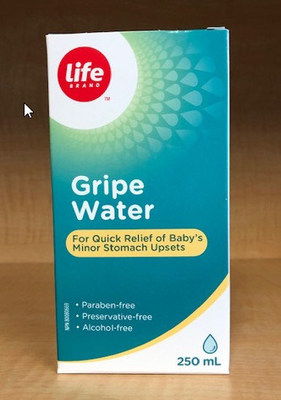 life
BRAND
TM
Gripe
Water
For Quick Relief of Baby's
Minor Stomach Upsets
• Paraben-free
• Preservative-free
• Alcohol-free
250 mL